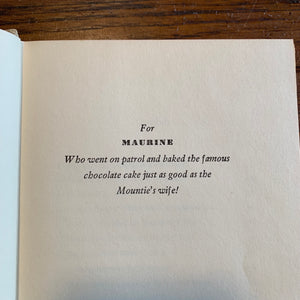 For
MAURINE
Who went on patrol and baked the famous
chocolate cake just as good as the
Mountie's wife!